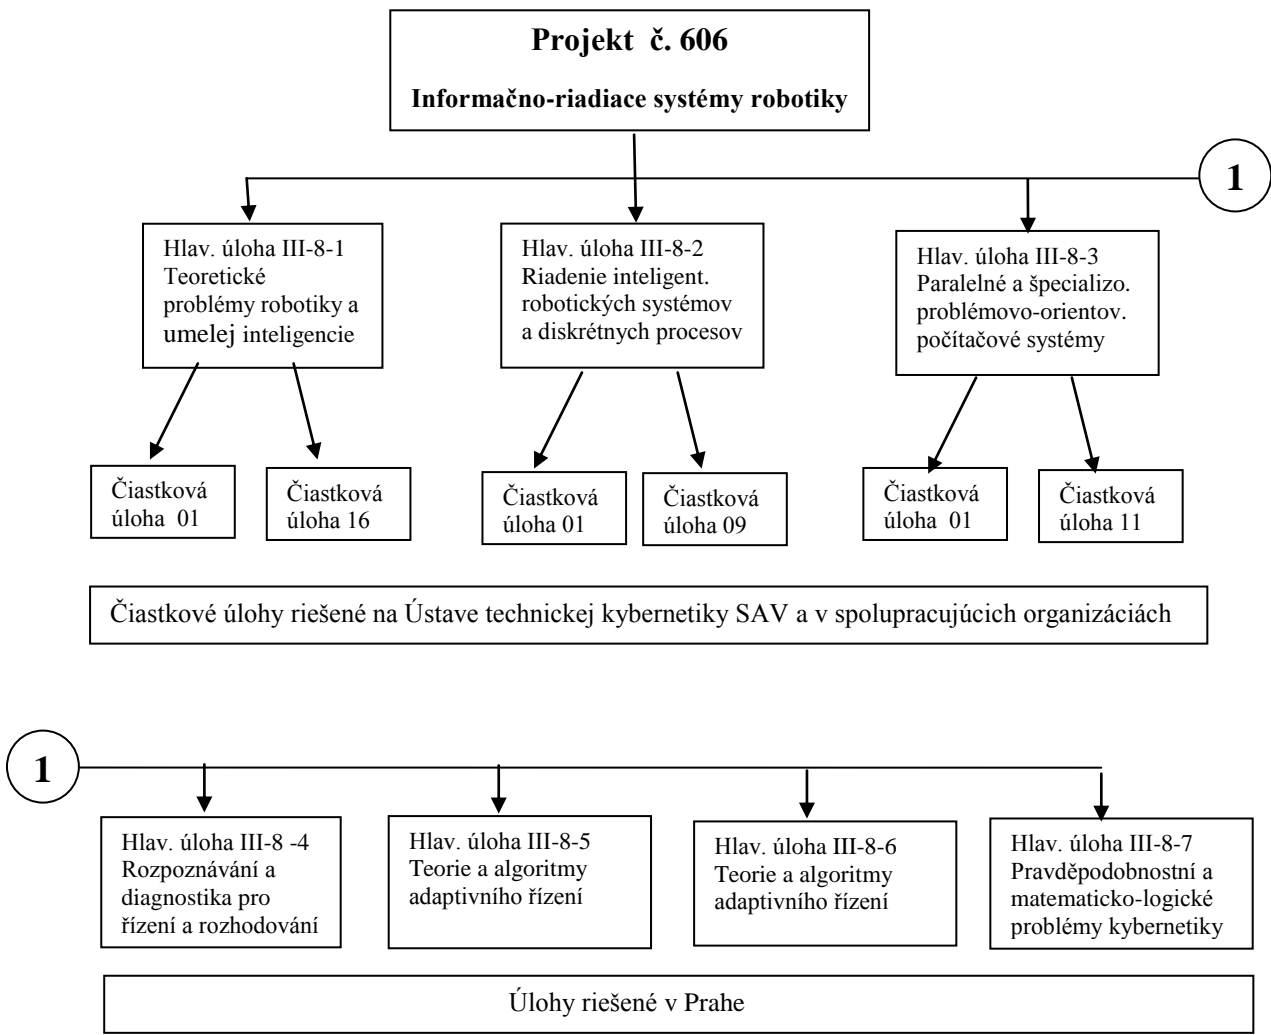 Projekt č. 606
Informačno-riadiace systémy robotiky
1
Hlav. úloha III-8-1
Teoretické
problémy robotiky a
umelej inteligencie
Hlav. úloha III-8-2
Riadenie inteligent.
robotických systémov
a diskrétnych procesov
Hlav. úloha III-8-3
Paralelné a špecializo.
problémovo-orientov.
počítačové systémy
Čiastková
úloha 01
Čiastková
úloha 16
Čiastková
úloha 01
Čiastková
úloha 09
Čiastková
úloha 01
Čiastková
úloha 11
Čiastkové úlohy riešené na Ústave technickej kybernetiky SAV a v spolupracujúcich organizáciách
1
Hlav. úloha III-8 -4
Rozpoznávání a
diagnostika pro
řízení a rozhodování
Hlav. úloha III-8-5
Teorie a algoritmy
adaptivního řízení
Hlav. úloha III-8-6
Teorie a algoritmy
adaptivního řízení
Hlav. úloha III-8-7
Pravděpodobnostní a
matematicko-logické
problémy kybernetiky
Úlohy riešené v Prahe